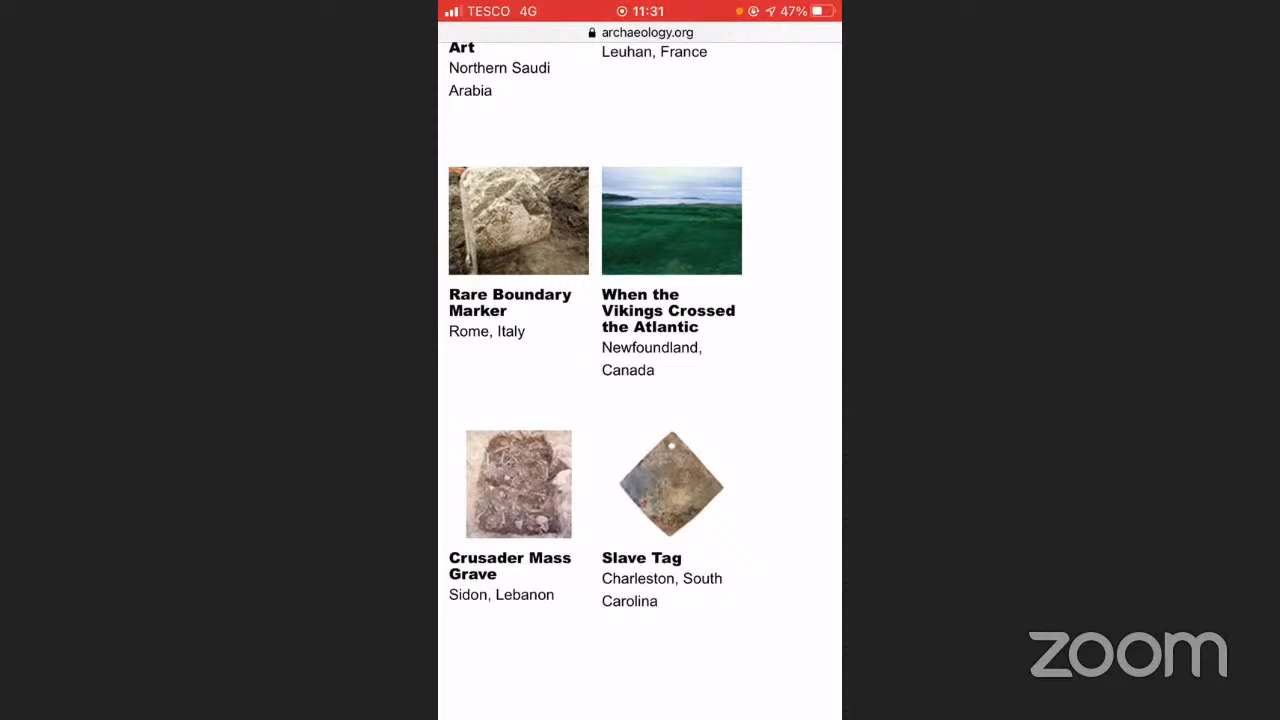 TESCO 4G 11:31 47%
archaeology.org
Art
Northern Saudi
Arabia
Leuhan, France
Rare Boundary
Marker
Rome, Italy
When the
Vikings Crossed
the Atlantic
Newfoundland,
Canada
Crusader Mass
Grave
Sidon, Lebanon
Slave Tag
Charleston, South
Carolina
zoom